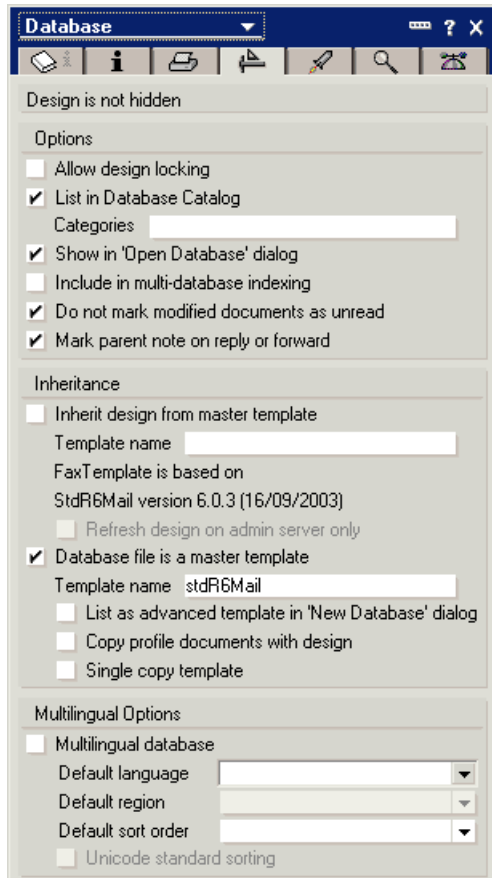 Database
? X
i i
Design is not hidden
Options
Allow design locking
List in Database Catalog
Categories
Show in 'Open Database' dialog
Include in multi-database indexing
Do not mark modified documents as unread
Mark parent note on reply or forward
Inheritance
Inherit design from master template
Template name
FaxTemplate is based on
StdR6Mail version 6.0.3 (16/09/2003)
Refresh design on admin server only
Database file is a master template
Template name stdR6Mail
List as advanced template in 'New Database' dialog
Copy profile documents with design
Single copy template
Multilingual Options
Multilingual database
Default language
Default region
Default sort order
Unicode standard sorting